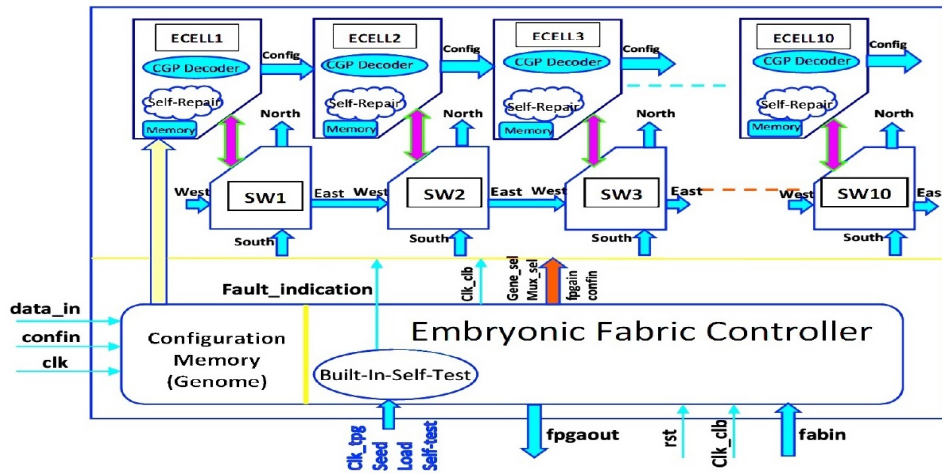 ECELL1
ECELL2
ECELL3
ECELL10
Config
Config
Config
Config
CGP Decoder
CGP Decoder
CGP Decoder
CGP Decoder
Self-Repair
Self-Repair
Self-Repair
Self-Repair
Memory
Memory
Memory
Memory
North
North
North
North
West
SW1
East
West
SW2
East
West
SW3
East
West
SW10
East
South
South
South
South
Fault_indication
Clk_clb
Gene_sel
Mux_sel
fpgain
confin
data_in
confin
clk
Configuration
Memory
(Genome)
Embryonic Fabric Controller
Built-In-Self-Test
Clk_tpg
Seed
Load
Self-test
fpgaout
rst
Clk_clb
fabin